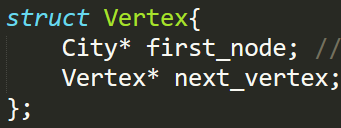 struct Vertex{
    City* first_node; //
    Vertex* next_vertex;
};